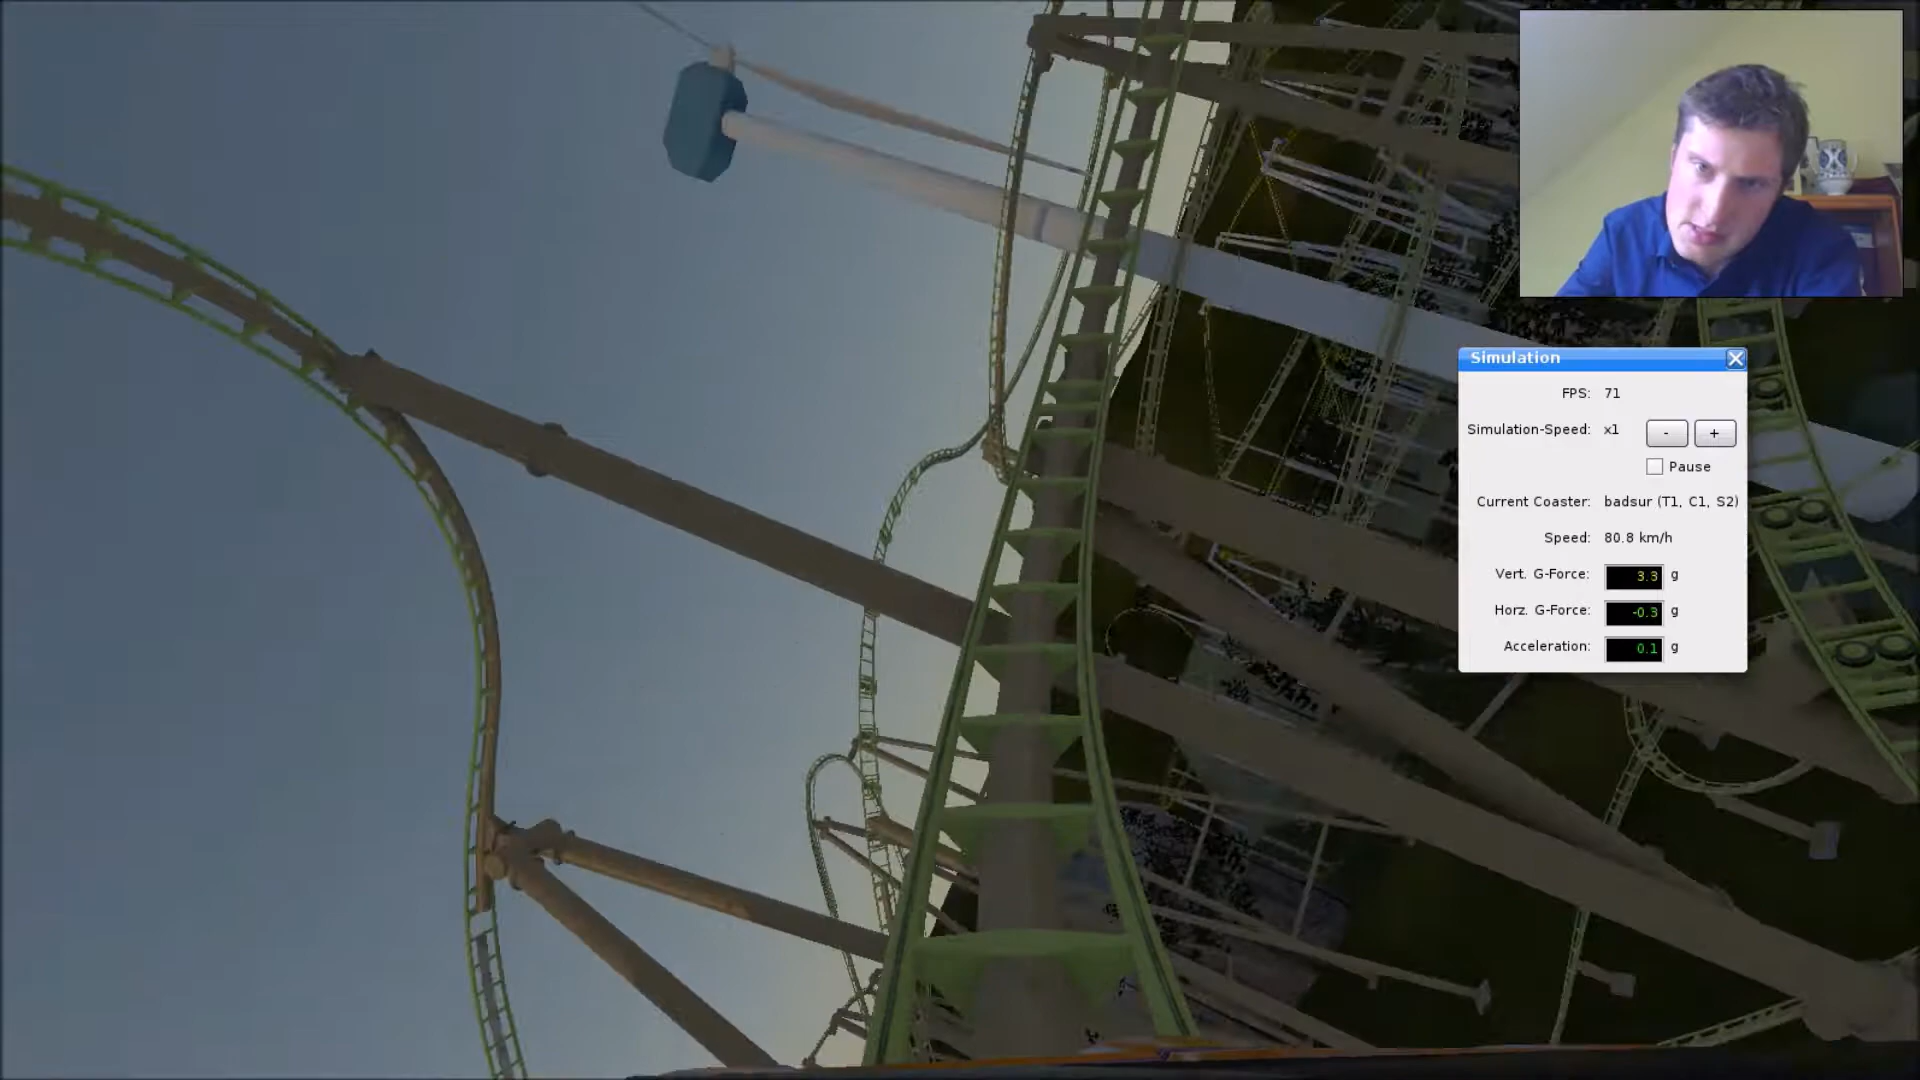 Simulation
FPS: 71
Simulation-Speed: x1 - +
Pause
Current Coaster: badsur (T1, C1, S2)
Speed: 80.8 km/h
Vert. G-Force: 3.3 g
Horz. G-Force: -0.3 g
Acceleration: 0.1 g